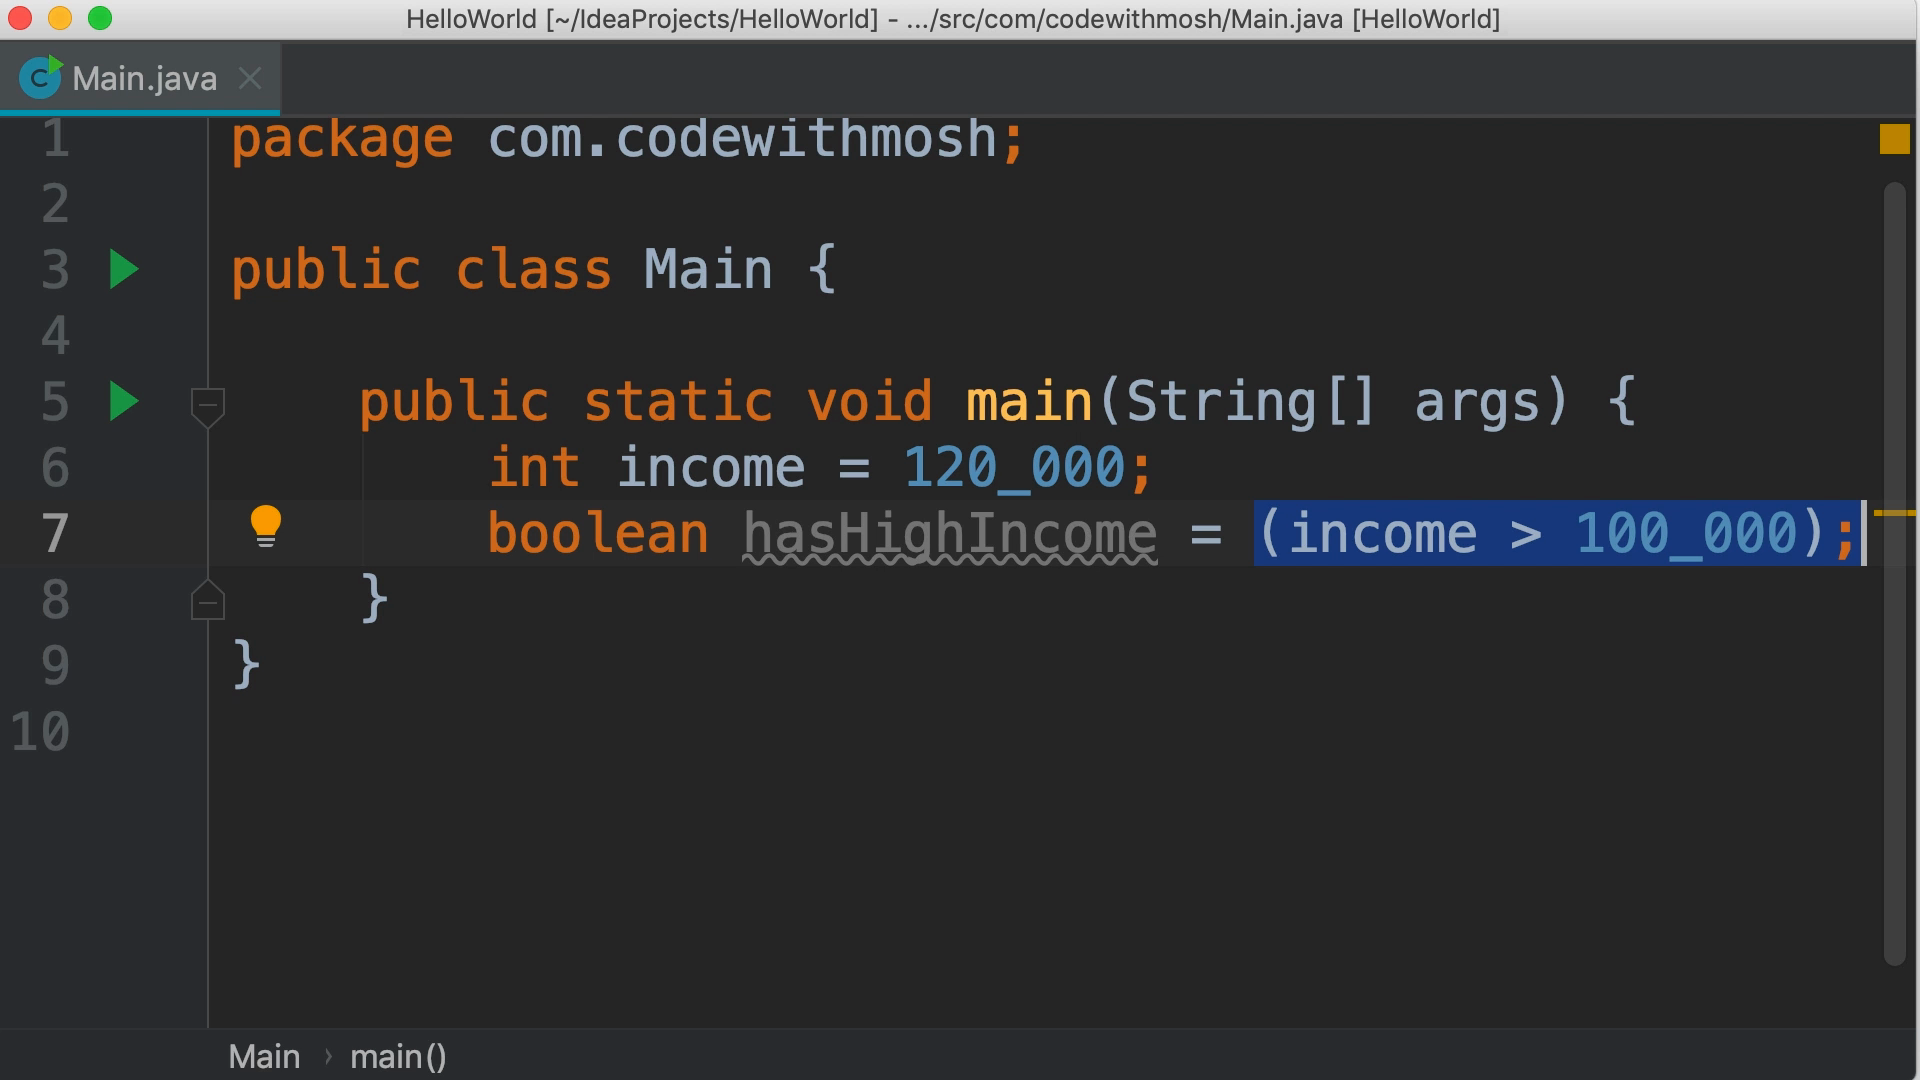 HelloWorld [~/IdeaProjects/HelloWorld] - .../src/com/codewithmosh/Main.java [HelloWorld]
Main.java
1 package com.codewithmosh;
2
3 public class Main {
4
5 public static void main(String[] args) {
6 int income = 120_000;
7 boolean hasHighIncome = (income > 100_000);
8 }
9 }
10
Main › main()